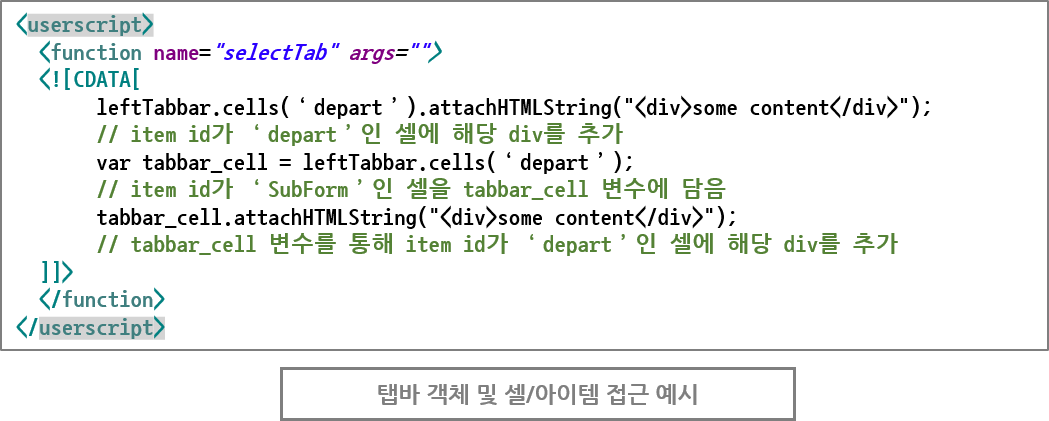 <userscript>
<function name="selectTab" args="">
<![CDATA[
leftTabbar.cells(‘depart’).attachHTMLString("<div>some content</div>");
// item id가 ‘depart’인 셀에 해당 div를 추가
var tabbar_cell = leftTabbar.cells(‘depart’);
// item id가 ‘SubForm’인 셀을 tabbar_cell 변수에 담음
tabbar_cell.attachHTMLString("<div>some content</div>");
// tabbar_cell 변수를 통해 item id가 ‘depart’인 셀에 해당 div를 추가
]]>
</function>
</userscript>
탭바 객체 및 셀/아이템 접근 예시